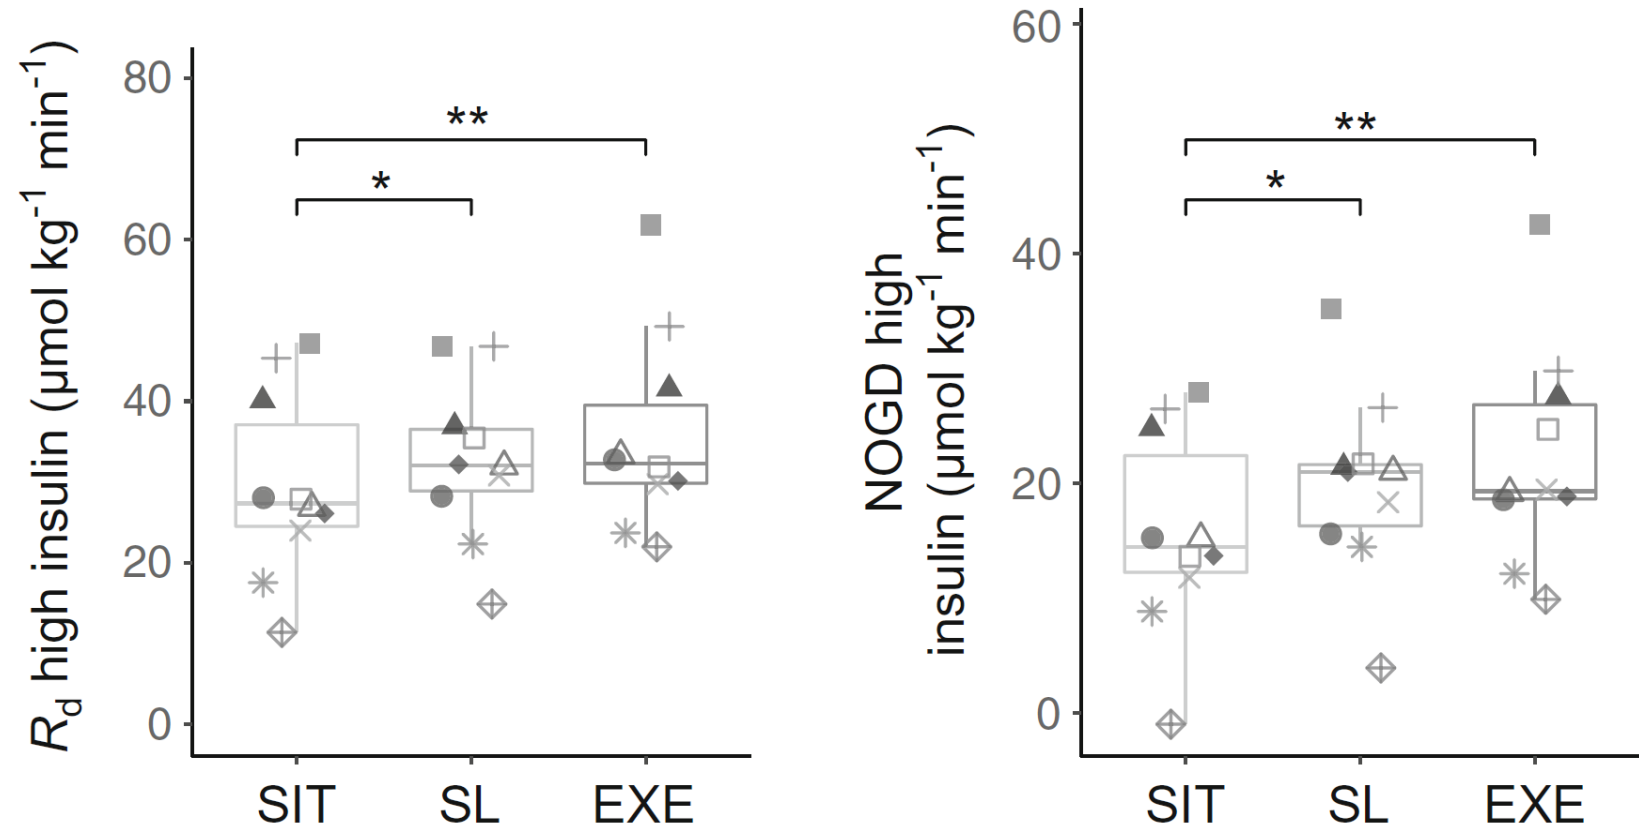 R_d high insulin (µmol kg⁻¹ min⁻¹)
80
60
40
20
0
**
*
SIT SL EXE
NOGD high
insulin (µmol kg⁻¹ min⁻¹)
60
40
20
0
**
*
SIT SL EXE